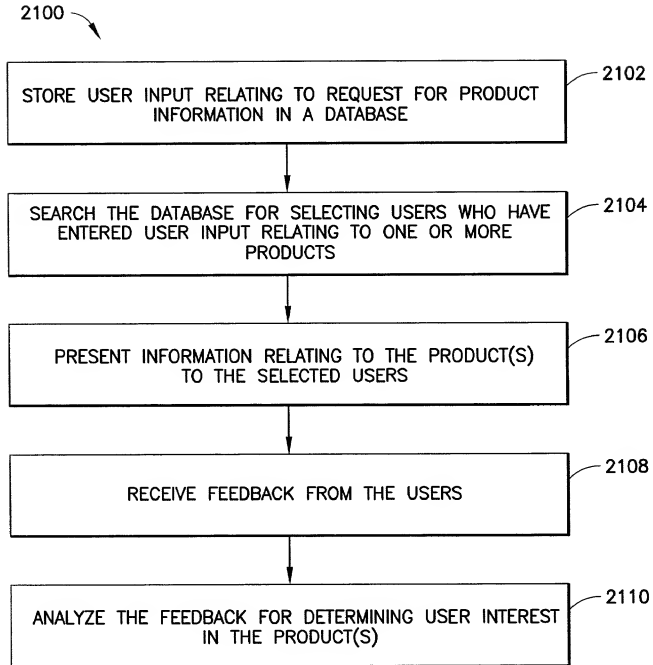 2100
2102
STORE USER INPUT RELATING TO REQUEST FOR PRODUCT
INFORMATION IN A DATABASE
2104
SEARCH THE DATABASE FOR SELECTING USERS WHO HAVE
ENTERED USER INPUT RELATING TO ONE OR MORE
PRODUCTS
2106
PRESENT INFORMATION RELATING TO THE PRODUCT(S)
TO THE SELECTED USERS
2108
RECEIVE FEEDBACK FROM THE USERS
2110
ANALYZE THE FEEDBACK FOR DETERMINING USER INTEREST
IN THE PRODUCT(S)